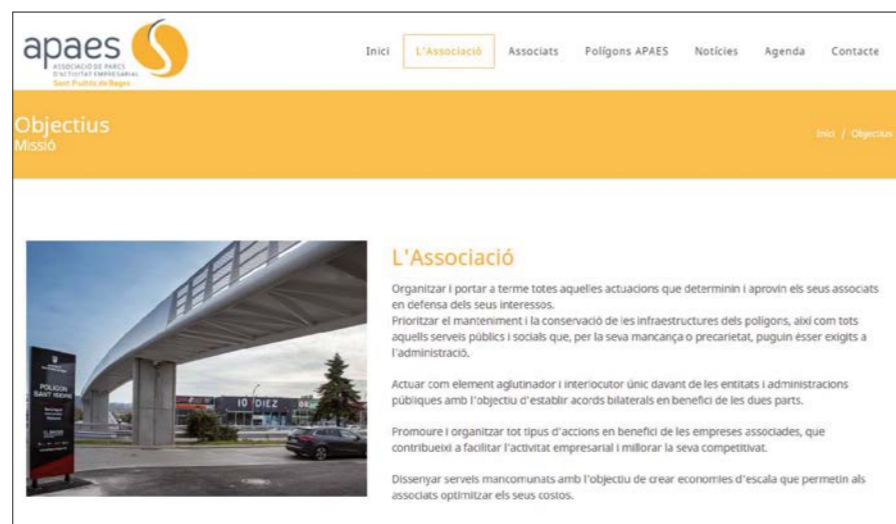 apaes
ASSOCIACIÓ DE PARCS
D'ACTIVITAT EMPRESARIAL
Sant Fruitós de Bages
Inici L'Associació Associats Polígons APAES Notícies Agenda Contacte
Objectius
Missió
Inici / Objectius
L'Associació
Organitzar i portar a terme totes aquelles actuacions que determinin i aprovin els seus associats
en defensa dels seus interessos.
Prioritzar el manteniment i la conservació de les infraestructures dels polígons, així com tots
aquells serveis públics i socials que, per la seva mancança o precarietat, puguin ésser exigits a
l'administració.
Actuar com element aglutinador i interlocutor únic davant de les entitats i administracions
públiques amb l'objectiu d'establir acords bilaterals en benefici de les dues parts.
Promoure i organitzar tot tipus d'accions en benefici de les empreses associades, que
contribueixi a facilitar l'activitat empresarial i millorar la seva competitivat.
Dissenyar serveis mancomunats amb l'objectiu de crear economies d'escala que permetin als
associats optimitzar els seus costos.
POLÍGON
SANT ISIDRE
EL BAGES
10 DIEZ